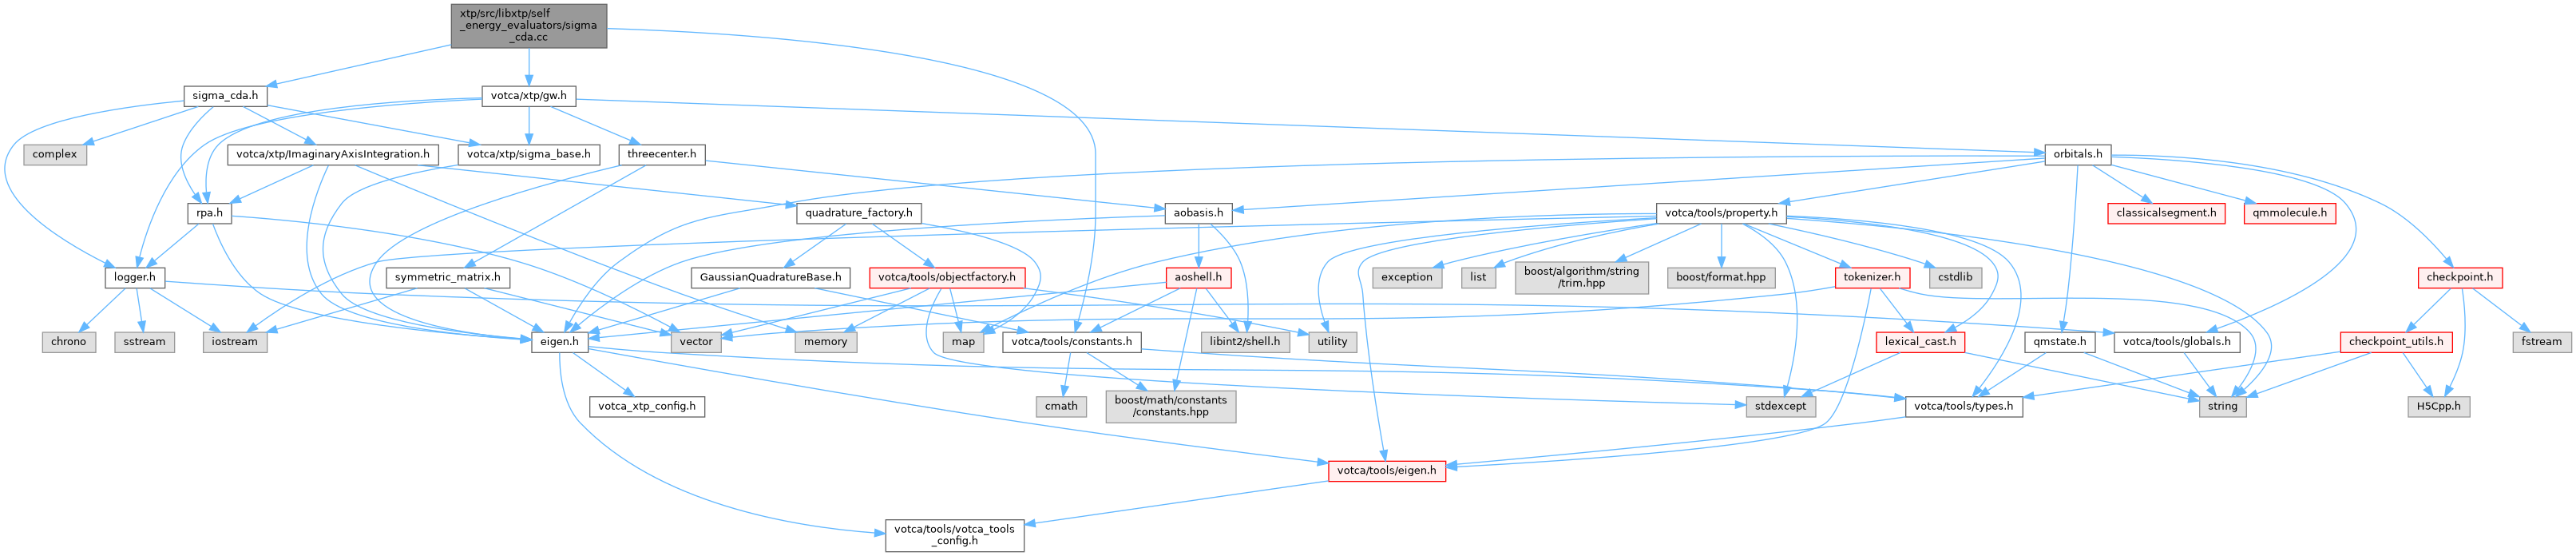 xtp/src/libxtp/self
_energy_evaluators/sigma
_cda.cc
sigma_cda.h
votca/xtp/gw.h
complex
votca/xtp/ImaginaryAxisIntegration.h
votca/xtp/sigma_base.h
threecenter.h
orbitals.h
rpa.h
quadrature_factory.h
aobasis.h
votca/tools/property.h
classicalsegment.h
qmmolecule.h
logger.h
symmetric_matrix.h
GaussianQuadratureBase.h
votca/tools/objectfactory.h
aoshell.h
exception
list
boost/algorithm/string
/trim.hpp
boost/format.hpp
tokenizer.h
cstdlib
checkpoint.h
chrono
sstream
iostream
eigen.h
vector
memory
map
votca/tools/constants.h
libint2/shell.h
utility
lexical_cast.h
qmstate.h
votca/tools/globals.h
checkpoint_utils.h
fstream
votca_xtp_config.h
cmath
boost/math/constants
/constants.hpp
stdexcept
votca/tools/types.h
string
H5Cpp.h
votca/tools/eigen.h
votca/tools/votca_tools
_config.h